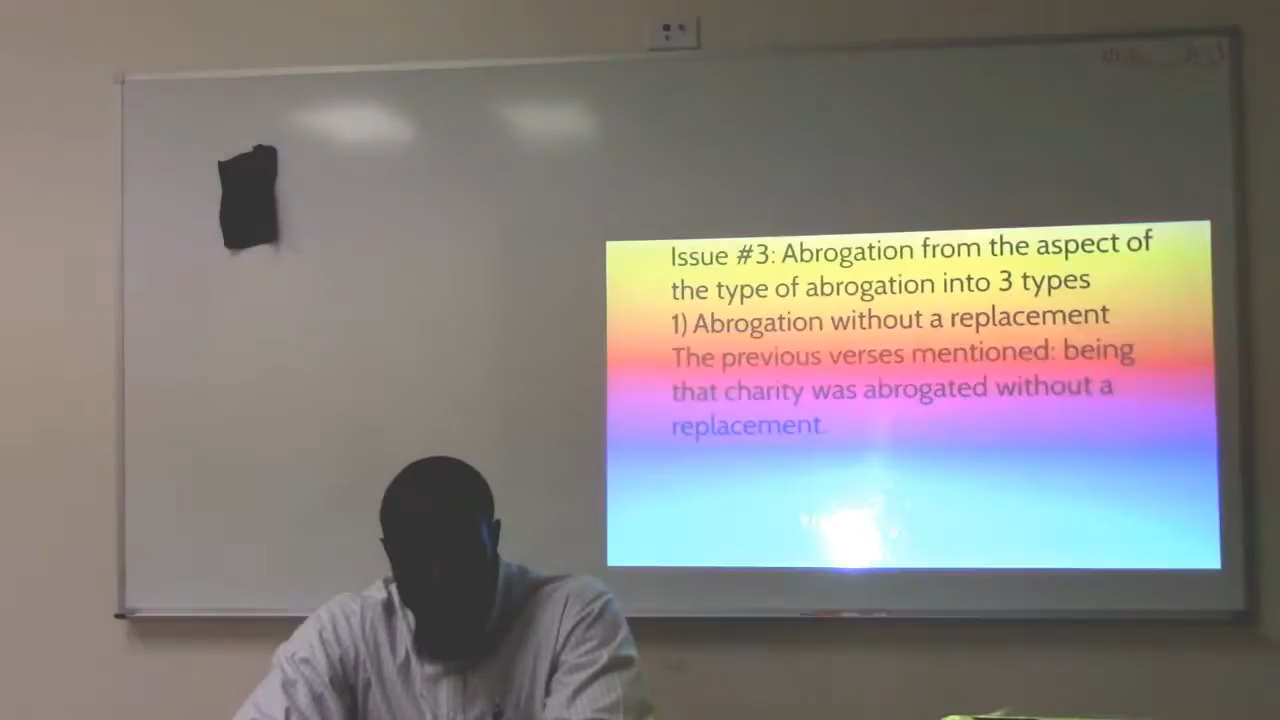 Issue #3: Abrogation from the aspect of
the type of abrogation into 3 types
1) Abrogation without a replacement
The previous verses mentioned: being
that charity was abrogated without a
replacement.